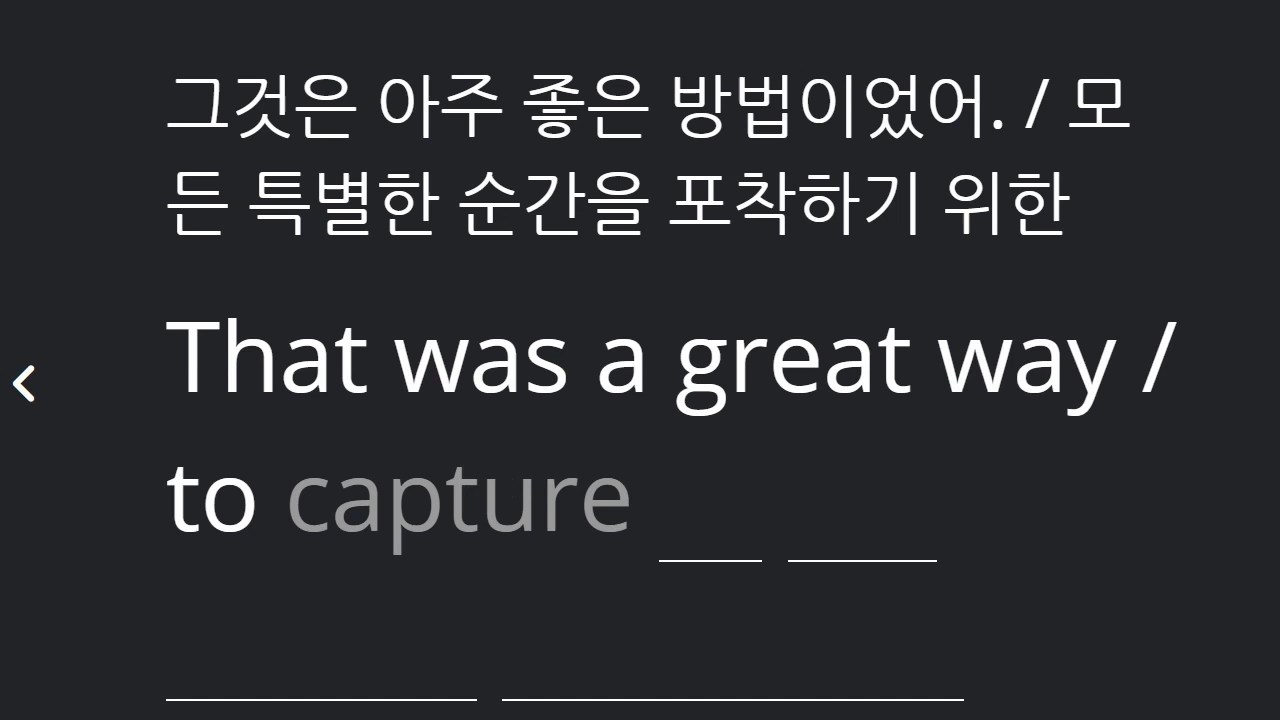 그것은 아주 좋은 방법이었어. / 모
든 특별한 순간을 포착하기 위한
That was a great way /
to capture